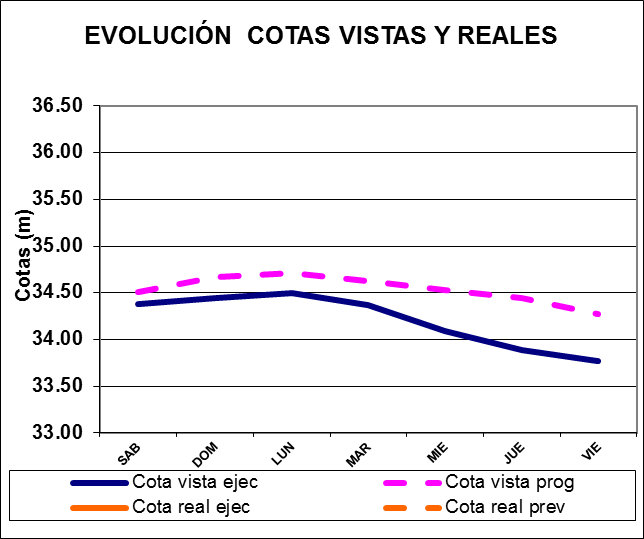 EVOLUCIÓN  COTAS VISTAS Y REALES
Cotas (m)
36.50
36.00
35.50
35.00
34.50
34.00
33.50
33.00
SAB DOM LUN MAR MIE JUE VIE
Cota vista ejec Cota vista prog
Cota real ejec Cota real prev